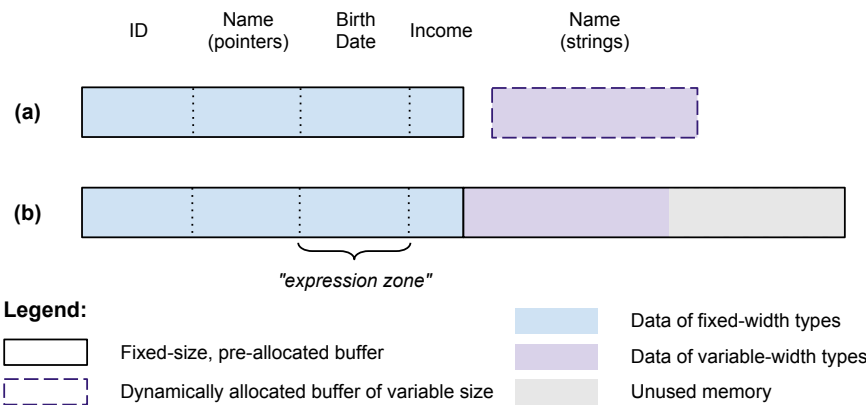 ID
Name
(pointers)
Birth
Date
Income
Name
(strings)
(a)
(b)
"expression zone"
Legend:
Fixed-size, pre-allocated buffer
Dynamically allocated buffer of variable size
Data of fixed-width types
Data of variable-width types
Unused memory